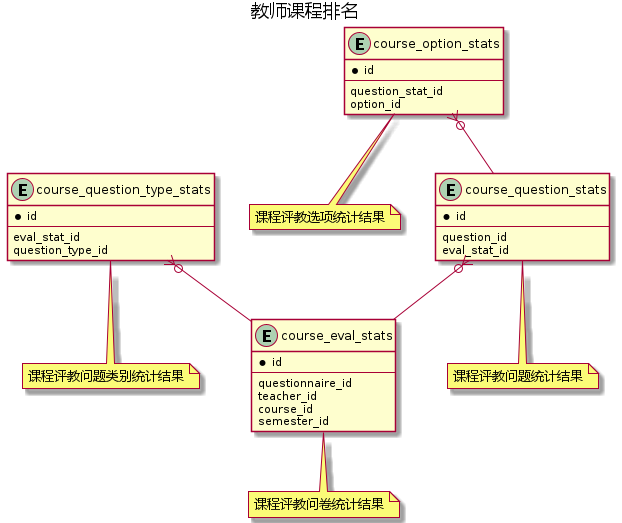 教师课程排名
E course_option_stats
id
question_stat_id
option_id
课程评教选项统计结果
E course_question_type_stats
id
eval_stat_id
question_type_id
E course_question_stats
id
question_id
eval_stat_id
课程评教问题类别统计结果
E course_eval_stats
id
questionnaire_id
teacher_id
course_id
semester_id
课程评教问题统计结果
课程评教问卷统计结果